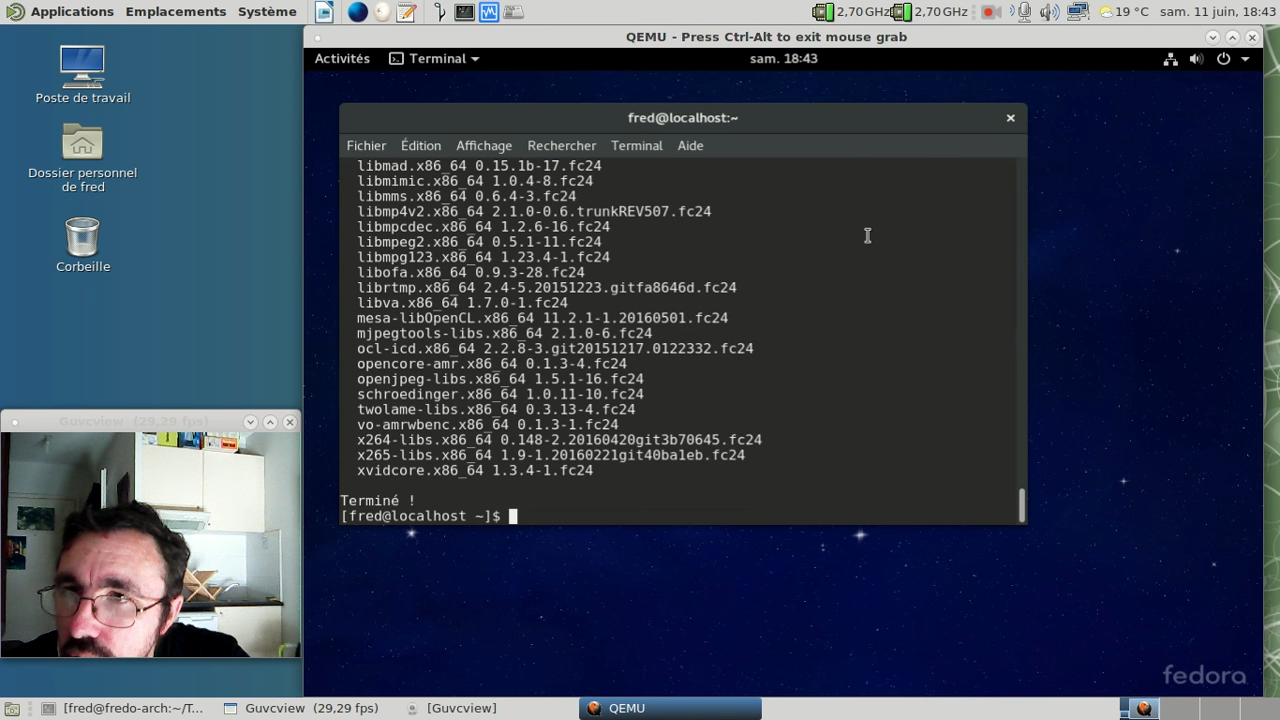 Applications Emplacements Système
2,70 GHz 2,70 GHz 19 °C sam. 11 juin, 18:43
Poste de travail
Dossier personnel
de fred
Corbeille
QEMU - Press Ctrl-Alt to exit mouse grab
Activités Terminal sam. 18:43
fred@localhost:~
Fichier Édition Affichage Rechercher Terminal Aide
libmad.x86_64 0.15.1b-17.fc24
libmimic.x86_64 1.0.4-8.fc24
libmms.x86_64 0.6.4-3.fc24
libmp4v2.x86_64 2.1.0-0.6.trunkREV507.fc24
libmpcdec.x86_64 1.2.6-16.fc24
libmpeg2.x86_64 0.5.1-11.fc24
libmpg123.x86_64 1.23.4-1.fc24
libofa.x86_64 0.9.3-28.fc24
librtmp.x86_64 2.4-5.20151223.gitfa8646d.fc24
libva.x86_64 1.7.0-1.fc24
mesa-libOpenCL.x86_64 11.2.1-1.20160501.fc24
mjpegtools-libs.x86_64 2.1.0-6.fc24
ocl-icd.x86_64 2.2.8-3.git20151217.0122332.fc24
opencore-amr.x86_64 0.1.3-4.fc24
openjpeg-libs.x86_64 1.5.1-16.fc24
schroedinger.x86_64 1.0.11-10.fc24
twolame-libs.x86_64 0.3.13-4.fc24
vo-amrwbenc.x86_64 0.1.3-1.fc24
x264-libs.x86_64 0.148-2.20160420git3b70645.fc24
x265-libs.x86_64 1.9-1.20160221git40ba1eb.fc24
xvidcore.x86_64 1.3.4-1.fc24
Terminé !
[fred@localhost ~]$
Guvcview (29,29 fps)
fedora
[fred@fredo-arch:~/T... Guvcview (29,29 fps) [Guvcview] QEMU